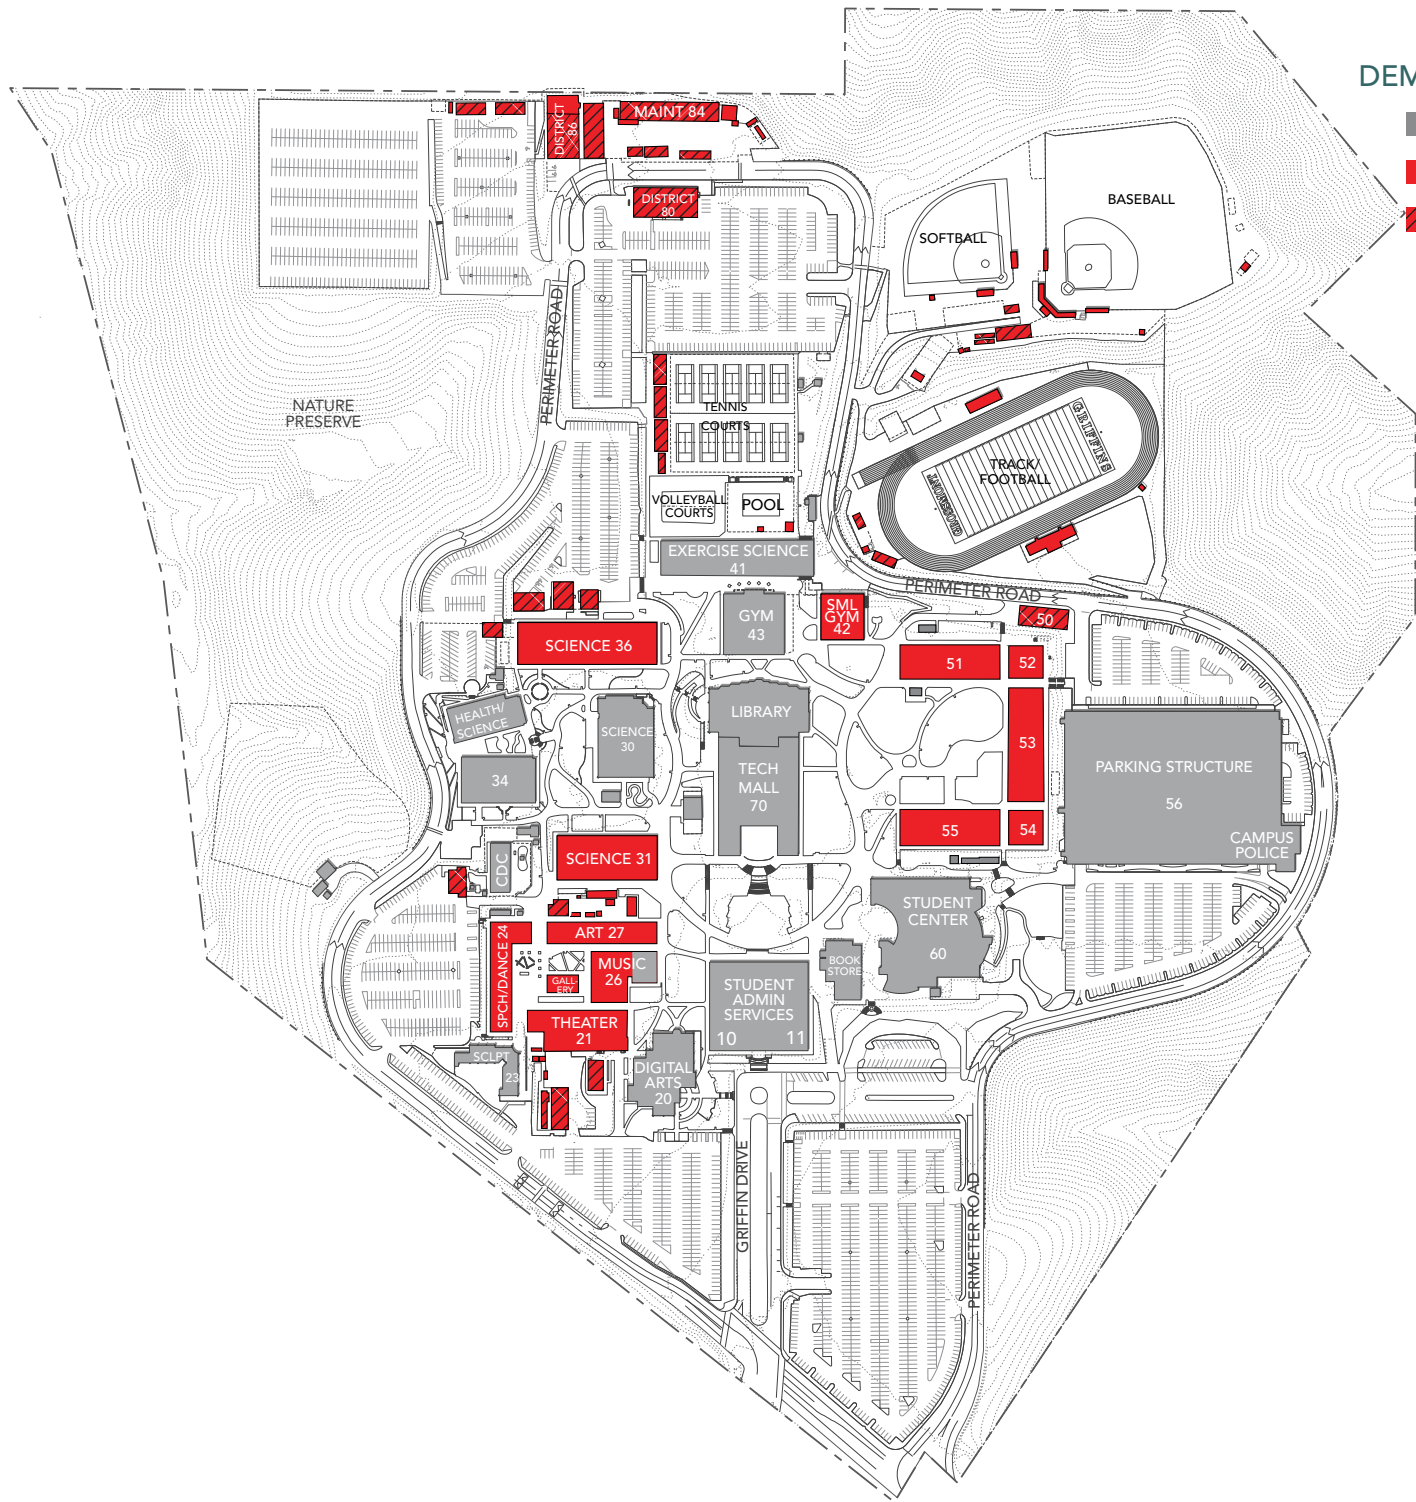 DEM
DISTRICT
86
MAINT 84
DISTRICT
80
BASEBALL
SOFTBALL
PERIMETER ROAD
NATURE
PRESERVE
TENNIS
COURTS
GRIFFINS
TRACK/
FOOTBALL
GROSSMONT
VOLLEYBALL
COURTS
POOL
EXERCISE SCIENCE
41
PERIMETER ROAD
GYM
43
SML
GYM
42
50
SCIENCE 36
51
52
HEALTH/
SCIENCE
SCIENCE
30
LIBRARY
53
34
TECH
MALL
70
PARKING STRUCTURE
56
CAMPUS
POLICE
55
54
SCIENCE 31
CDC
STUDENT
CENTER
60
SPCH/DANCE 24
ART 27
MUSIC
26
GALL-
ERY
BOOK
STORE
STUDENT
ADMIN
SERVICES
10
11
THEATER
21
SCLPT
23
DIGITAL
ARTS
20
GRIFFIN DRIVE
PERIMETER ROAD